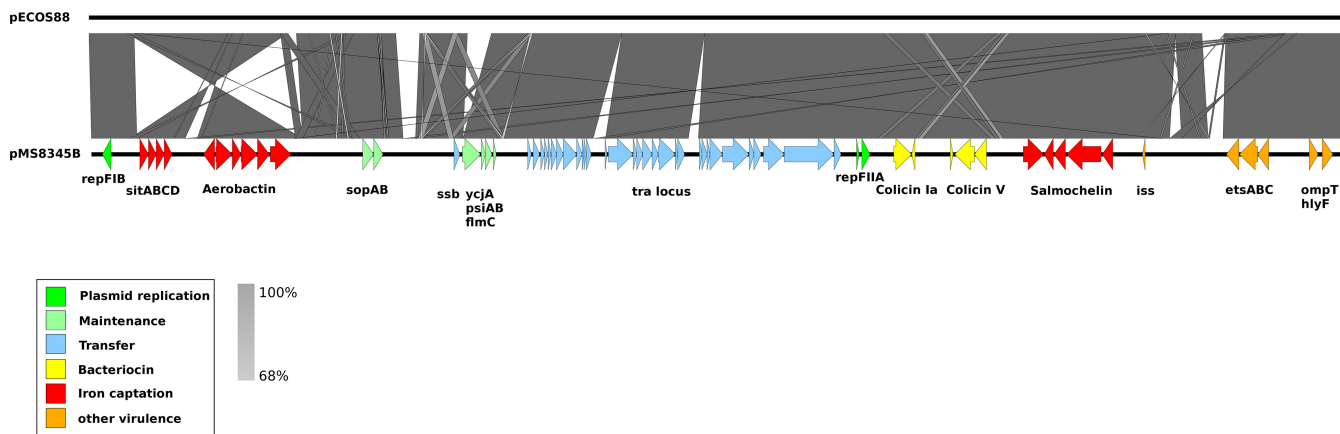 pECOS88
pMS8345B
repFIB
sitABCD
Aerobactin
sopAB
ssb ycjA
psiAB
flmC
tra locus
repFIIA
Colicin Ia
Colicin V
Salmochelin
iss
etsABC
ompT
hlyF
Plasmid replication
Maintenance
Transfer
Bacteriocin
Iron captation
other virulence
100%
68%